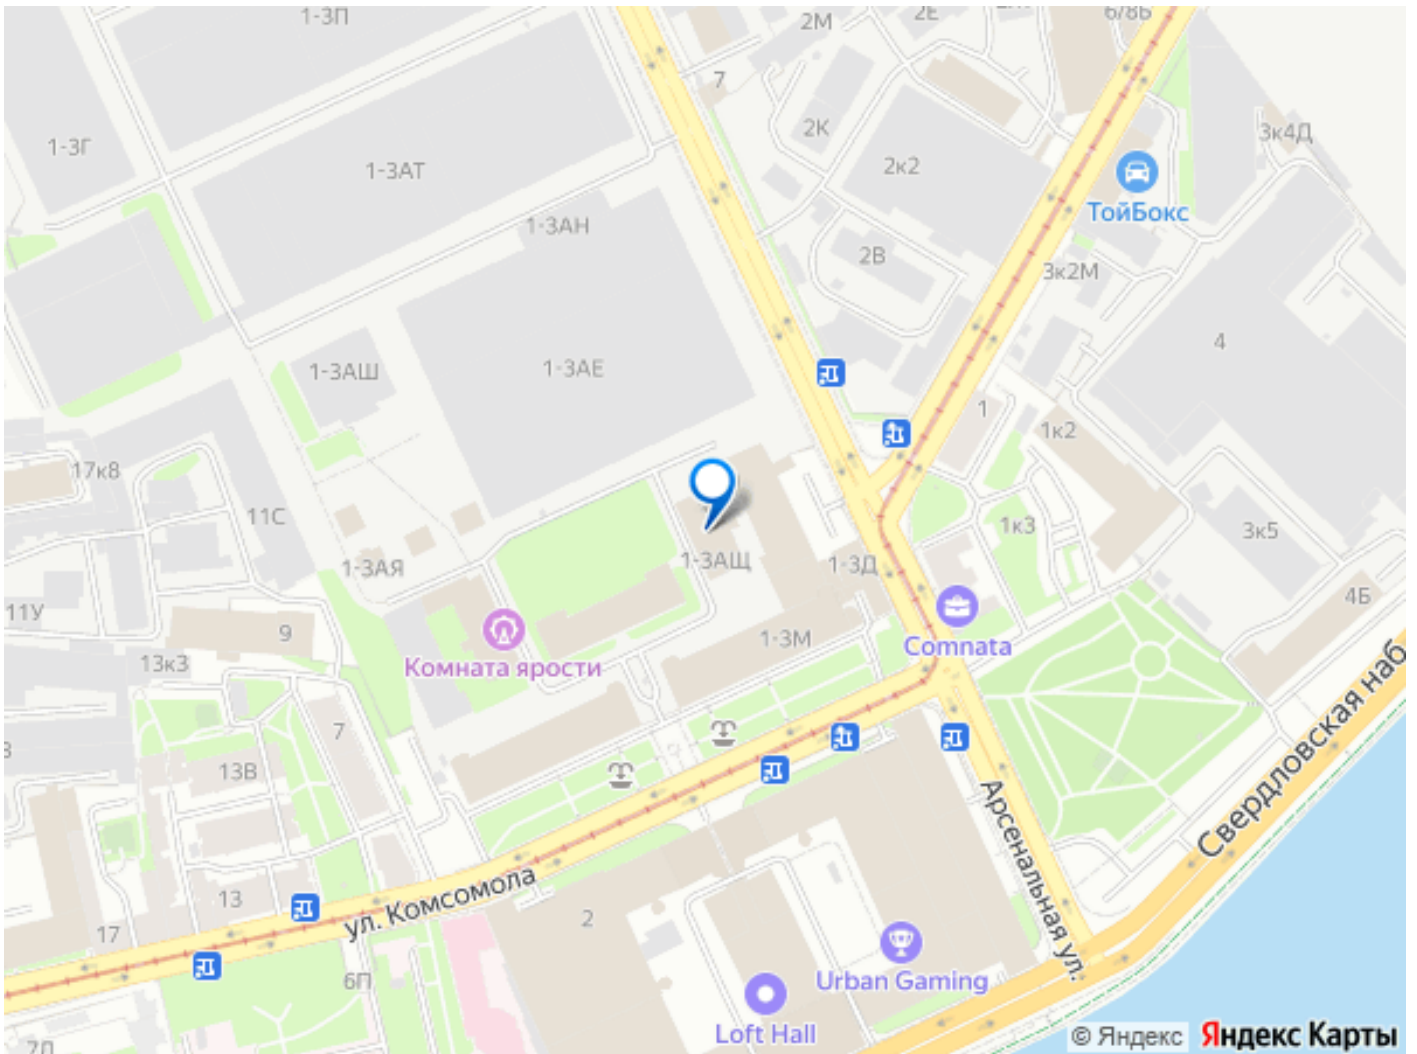 1-3П
2М
2Е
6/8Б
7
1-3Г
2К
3к4Д
1-3АТ
2к2
ТойБокс
1-3АН
2В
3к2М
4
1-3АШ
1-3АЕ
1
1к2
17к8
11С
1к3
3к5
1-3АЩ
1-3Д
1-3АЯ
4Б
11У
9
1-3М
Comnata
13к3
Комната ярости
7
13В
Свердловская наб
Арсенальная ул.
ул. Комсомола
13
2
17
6П
Urban Gaming
Loft Hall
© Яндекс
Яндекс Карты